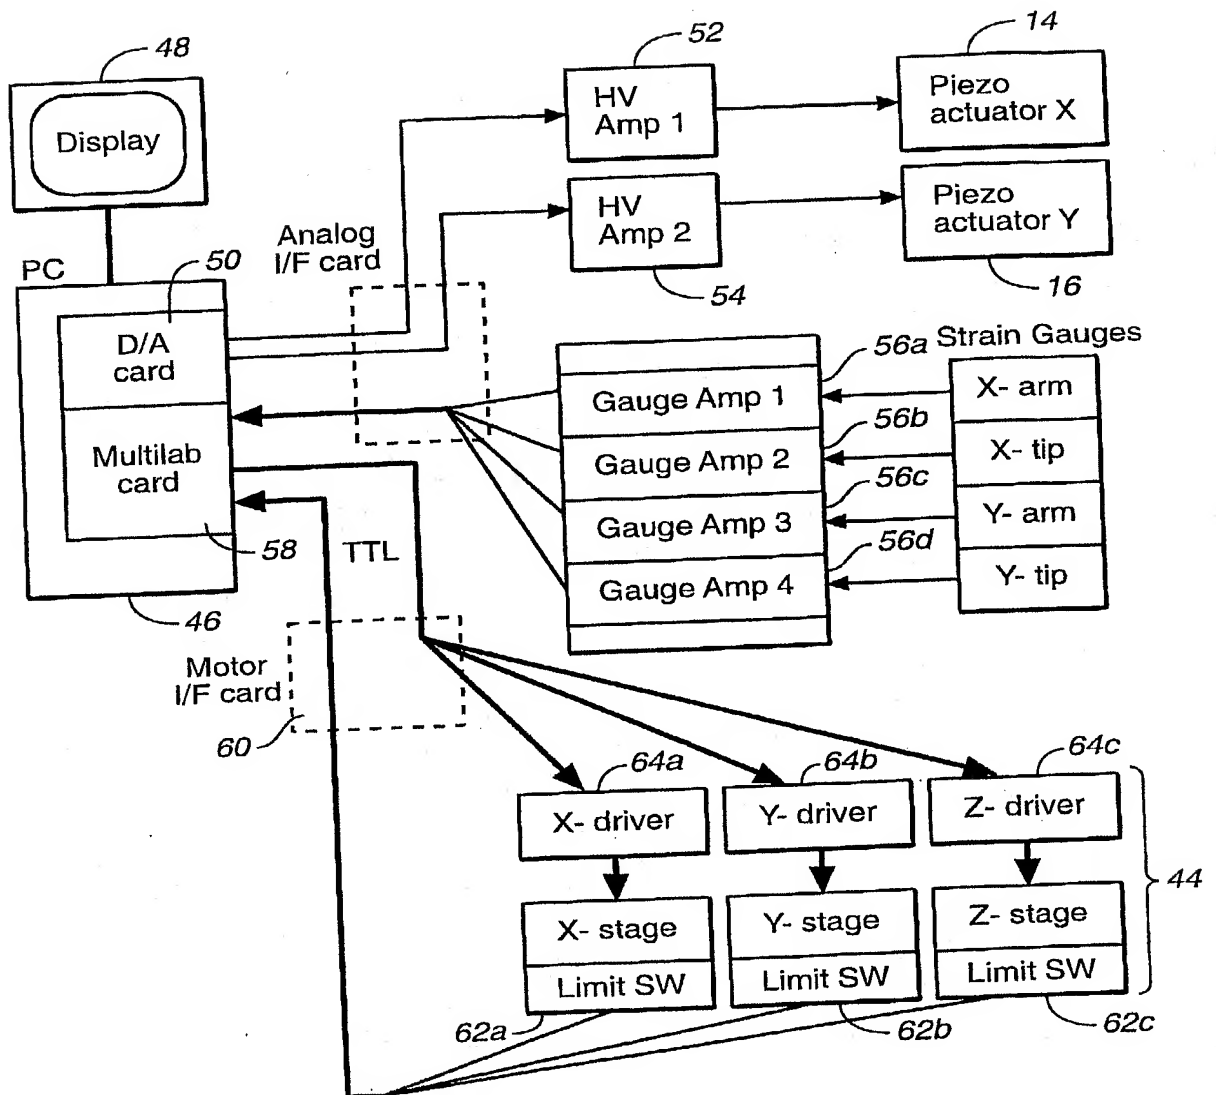 48
52
14
Display
HV
Amp 1
Piezo
actuator X
HV
Amp 2
Piezo
actuator Y
54
16
Analog
I/F card
PC
50
D/A
card
Multilab
card
58
46
TTL
56a
Strain Gauges
Gauge Amp 1
X- arm
56b
Gauge Amp 2
X- tip
56c
Gauge Amp 3
Y- arm
56d
Gauge Amp 4
Y- tip
Motor
I/F card
60
64a
64b
64c
X- driver
Y- driver
Z- driver
44
X- stage
Y- stage
Z- stage
Limit SW
Limit SW
Limit SW
62a
62b
62c